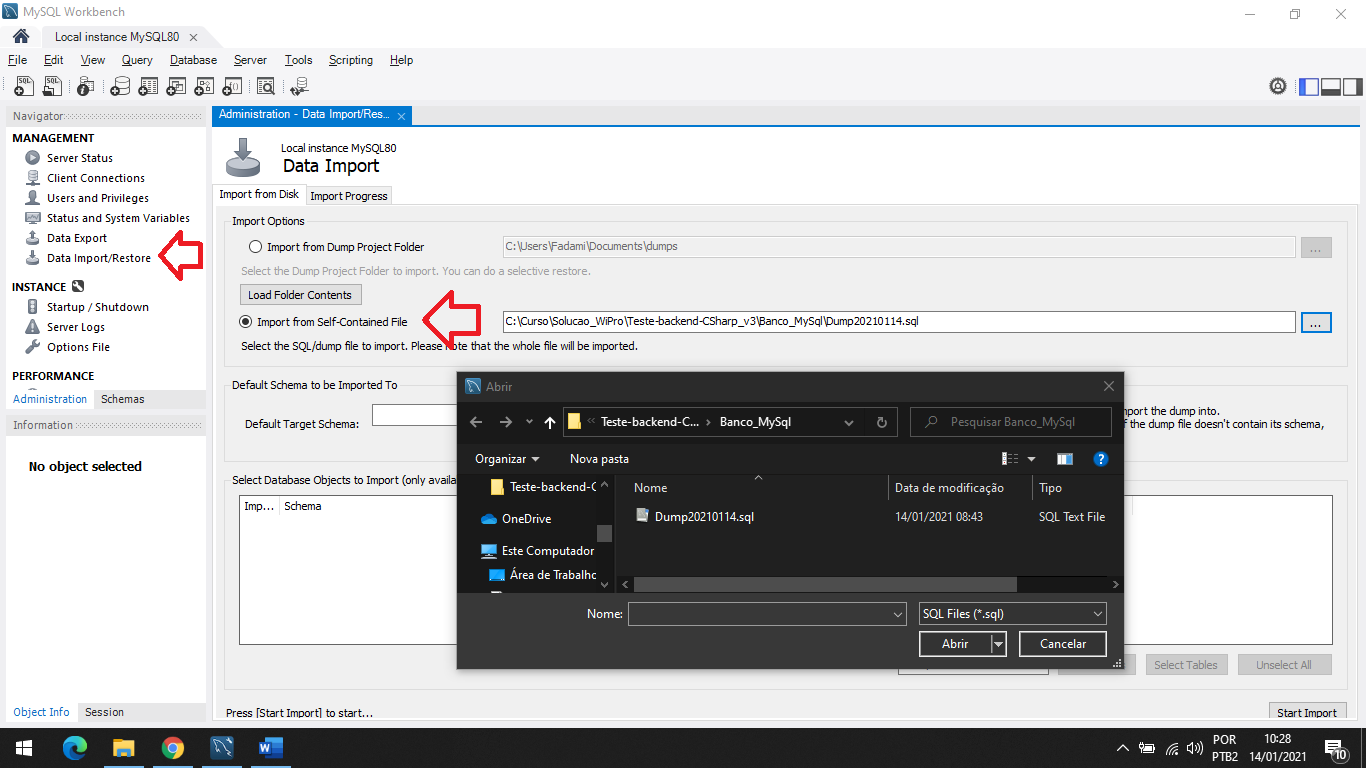 MySQL Workbench
Local instance MySQL80
File Edit View Query Database Server Tools Scripting Help
Navigator
MANAGEMENT
Server Status
Client Connections
Users and Privileges
Status and System Variables
Data Export
Data Import/Restore
INSTANCE
Startup / Shutdown
Server Logs
Options File
PERFORMANCE
Administration Schemas
Information
No object selected
Object Info Session
Administration - Data Import/Res...
Local instance MySQL80
Data Import
Import from Disk Import Progress
Import Options
Import from Dump Project Folder C:\Users\Fadami\Documents\dumps ...
Select the Dump Project Folder to import. You can do a selective restore.
Load Folder Contents
Import from Self-Contained File C:\Curso\Solucao_WiPro\Teste-backend-CSharp_v3\Banco_MySql\Dump20210114.sql ...
Select the SQL/dump file to import. Please note that the whole file will be imported.
Default Schema to be Imported To
Default Target Schema:
the dump into.
the dump file doesn't contain its schema,
Select Database Objects to Import (only
Imp... Schema
Abrir
Teste-backend-C... Banco_MySql
Pesquisar Banco_MySql
Organizar Nova pasta
Teste-backend-C
OneDrive
Este Computador
Área de Trabalho
Nome Data de modificação Tipo
Dump20210114.sql 14/01/2021 08:43 SQL Text File
Nome: SQL Files (*.sql)
Abrir Cancelar
Select Tables Unselect All
Press [Start Import] to start...
Start Import
POR
PTB2
10:28
14/01/2021
10